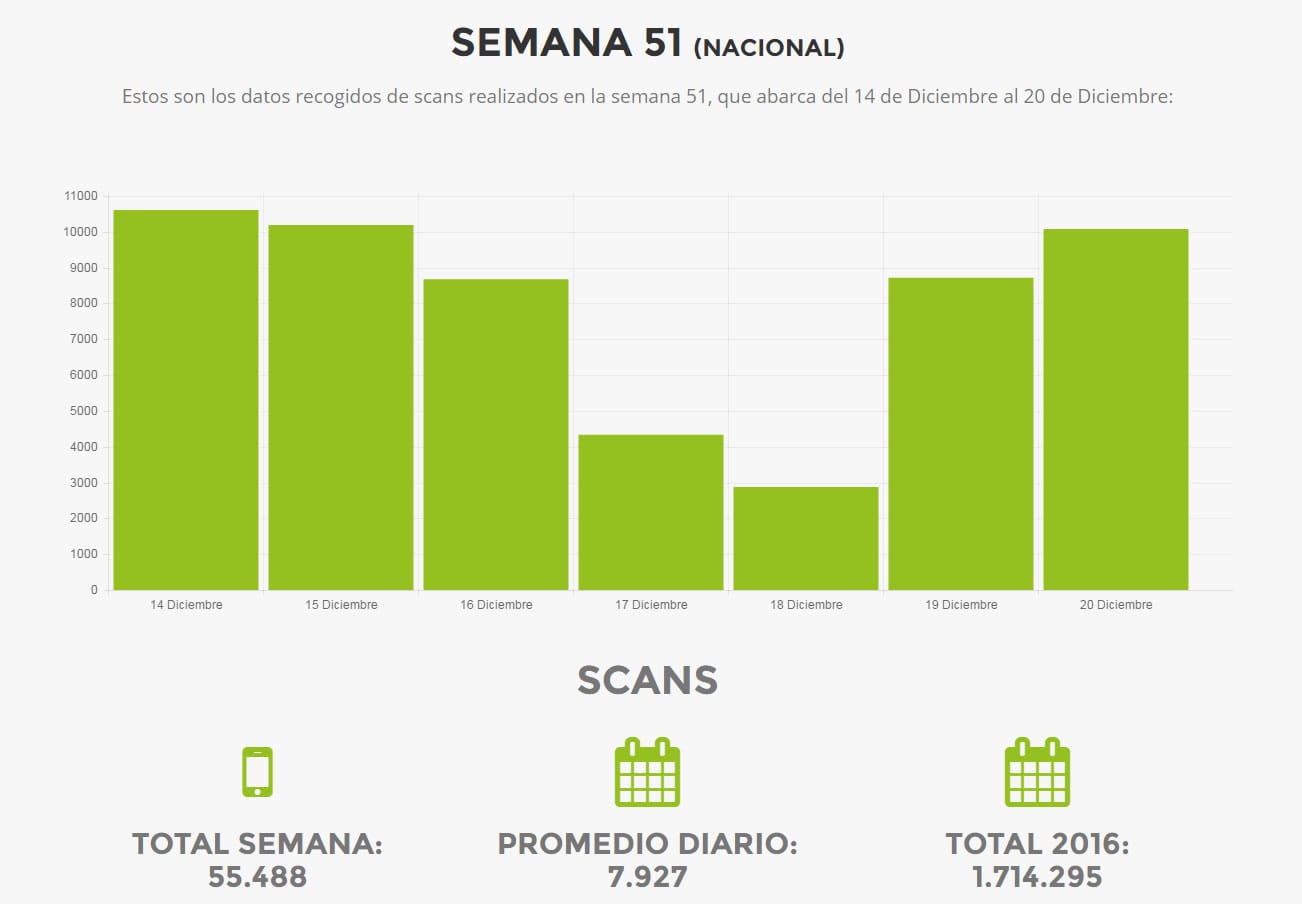 SEMANA 51 (NACIONAL)
Estos son los datos recogidos de scans realizados en la semana 51, que abarca del 14 de Diciembre al 20 de Diciembre:
11000
10000
9000
8000
7000
6000
5000
4000
3000
2000
1000
0
14 Diciembre 15 Diciembre 16 Diciembre 17 Diciembre 18 Diciembre 19 Diciembre 20 Diciembre
SCANS
TOTAL SEMANA:
55.488
PROMEDIO DIARIO:
7.927
TOTAL 2016:
1.714.295